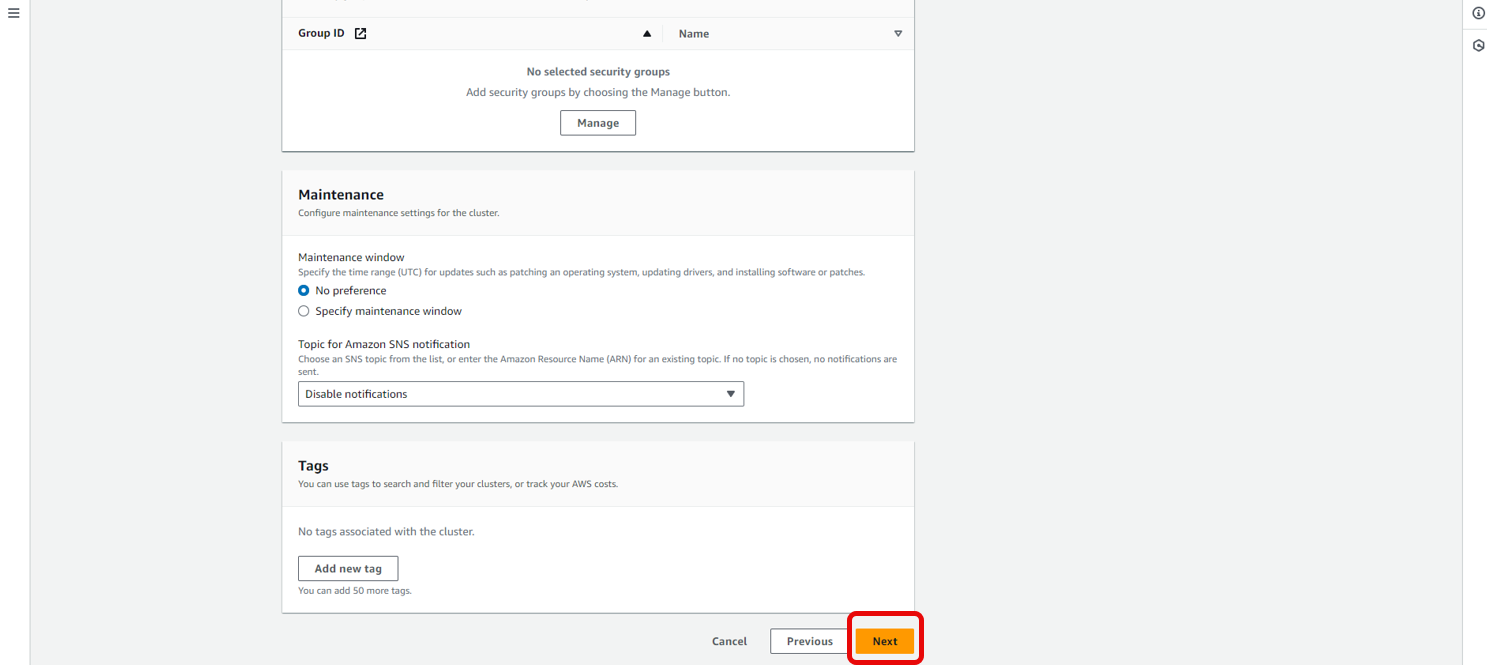 Group ID
Name
No selected security groups
Add security groups by choosing the Manage button.
Manage
Maintenance
Configure maintenance settings for the cluster.
Maintenance window
Specify the time range (UTC) for updates such as patching an operating system, updating drivers, and installing software or patches.
No preference
Specify maintenance window
Topic for Amazon SNS notification
Choose an SNS topic from the list, or enter the Amazon Resource Name (ARN) for an existing topic. If no topic is chosen, no notifications are
sent.
Disable notifications
Tags
You can use tags to search and filter your clusters, or track your AWS costs.
No tags associated with the cluster.
Add new tag
You can add 50 more tags.
Cancel
Previous
Next